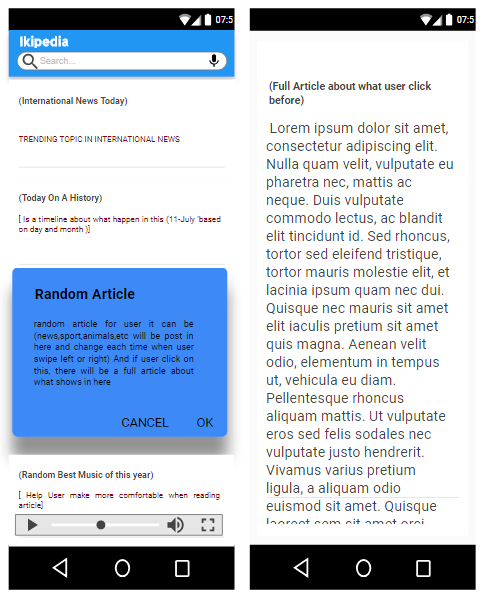 07:5
Ikipedia
Search...
(International News Today)
TRENDING TOPIC IN INTERNATIONAL NEWS
(Today On A History)
[ Is a timeline about what happen in this (11-July 'based
on day and month )]
Random Article
random article for user it can be
(news,sport,animals,etc will be post in
here and change each time when user
swipe left or right) And if user click on
this, there will be a full article about
what shows in here
CANCEL OK
(Random Best Music of this year)
[ Help User make more comfortable when reading
article]
07:5
(Full Article about what user click
before)
Lorem ipsum dolor sit amet,
consectetur adipiscing elit.
Nulla quam velit, vulputate eu
pharetra nec, mattis ac
neque. Duis vulputate
commodo lectus, ac blandit
elit tincidunt id. Sed rhoncus,
tortor sed eleifend tristique,
tortor mauris molestie elit, et
lacinia ipsum quam nec dui.
Quisque nec mauris sit amet
elit iaculis pretium sit amet
quis magna. Aenean velit
odio, elementum in tempus
ut, vehicula eu diam.
Pellentesque rhoncus
aliquam mattis. Ut vulputate
eros sed felis sodales nec
vulputate justo hendrerit.
Vivamus varius pretium
ligula, a aliquam odio
euismod sit amet. Quisque
laoreet sem sit amet orci